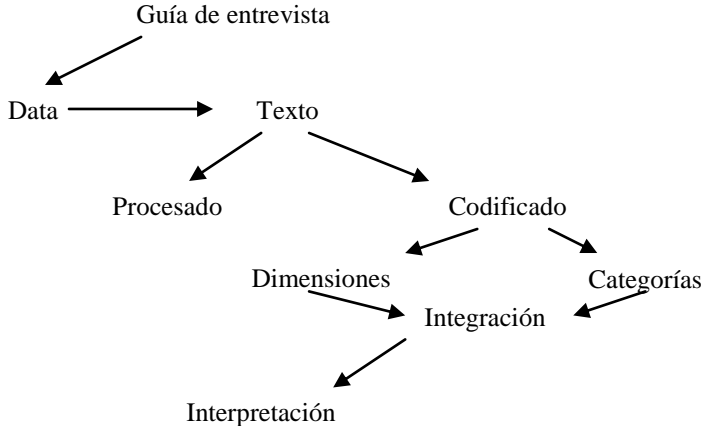 Guía de entrevista
Data
Texto
Procesado
Codificado
Dimensiones
Categorías
Integración
Interpretación